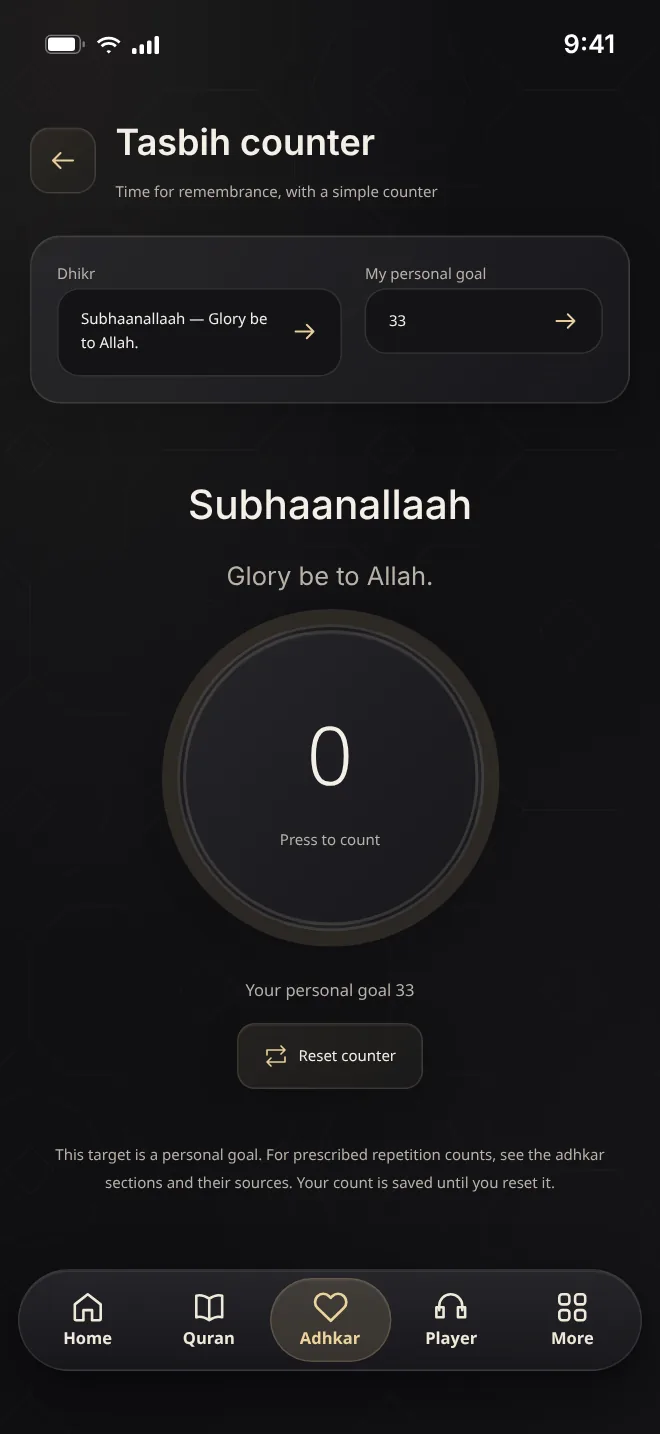 9:41
Tasbih counter
Time for remembrance, with a simple counter
Dhikr
Subhaanallaah — Glory be
to Allah.
My personal goal
33
Subhaanallaah
Glory be to Allah.
0
Press to count
Your personal goal 33
Reset counter
This target is a personal goal. For prescribed repetition counts, see the adhkar
sections and their sources. Your count is saved until you reset it.
Home
Quran
Adhkar
Player
More